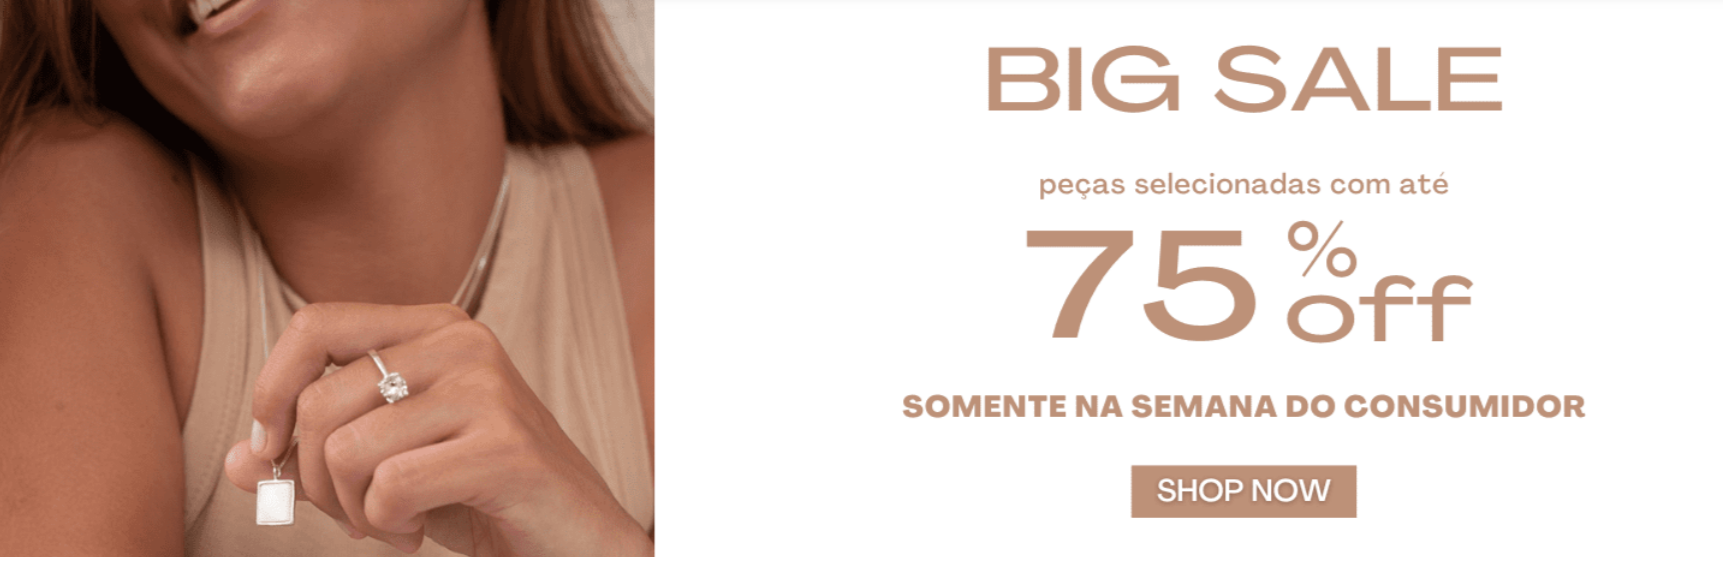 BIG SALE
peças selecionadas com até
75% off
SOMENTE NA SEMANA DO CONSUMIDOR
SHOP NOW